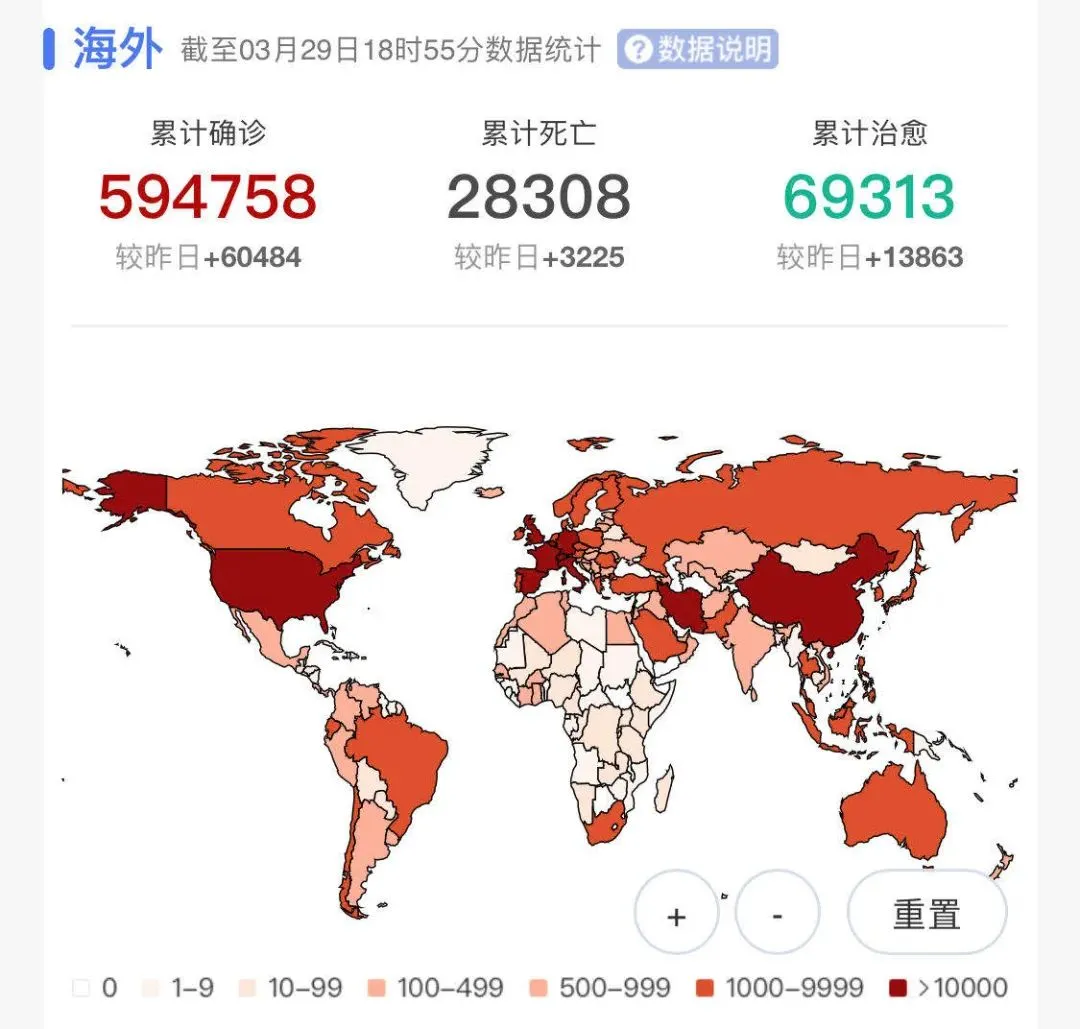 海外 截至03月29日18时55分数据统计 ?数据说明
累计确诊 累计死亡 累计治愈
594758 28308 69313
较昨日+60484 较昨日+3225 较昨日+13863
+ - 重置
0 1-9 10-99 100-499 500-999 1000-9999 >10000